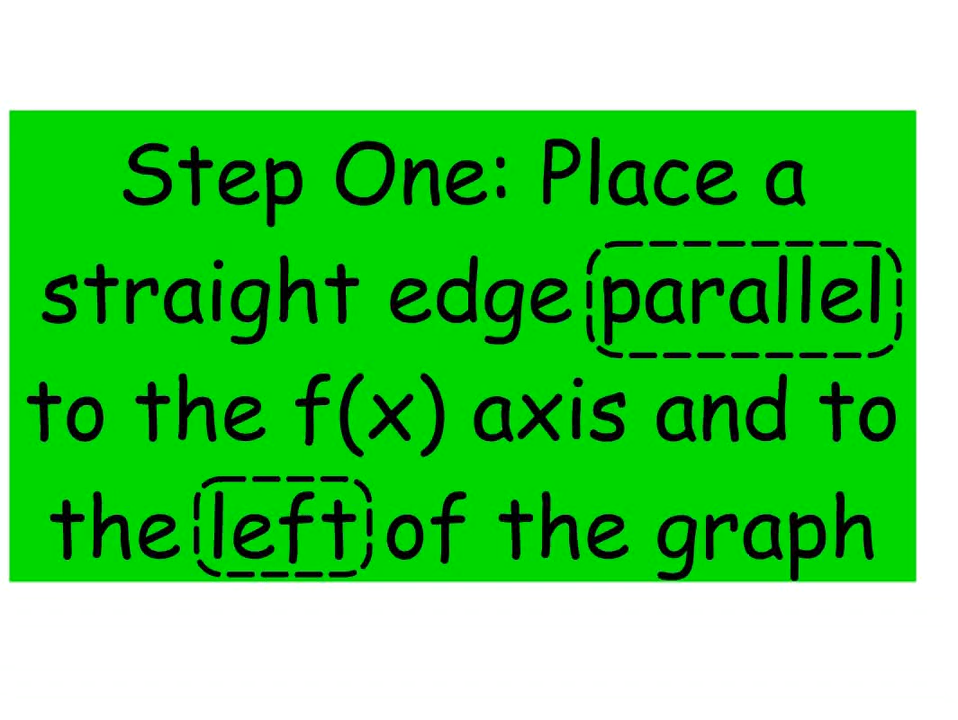 Step One: Place a
straight edge parallel
to the f(x) axis and to
the left of the graph